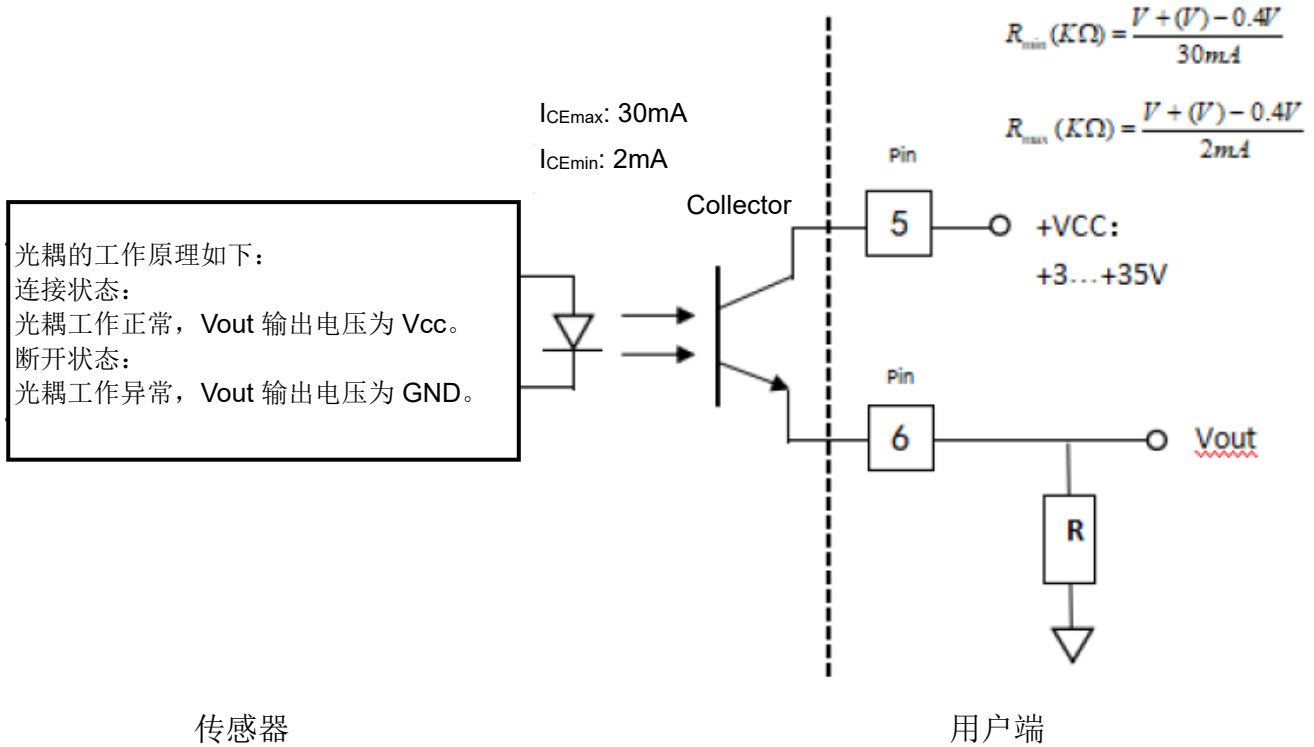 R_min (KΩ) = V + (V) − 0.4V / 30mA
R_max (KΩ) = V + (V) − 0.4V / 2mA
ICEmax: 30mA
ICEmin: 2mA
Collector
Pin
5
+VCC：
+3…+35V
光耦的工作原理如下：
连接状态：
光耦工作正常，Vout 输出电压为 Vcc。
断开状态：
光耦工作异常，Vout 输出电压为 GND。
Pin
6
Vout
R
传感器
用户端